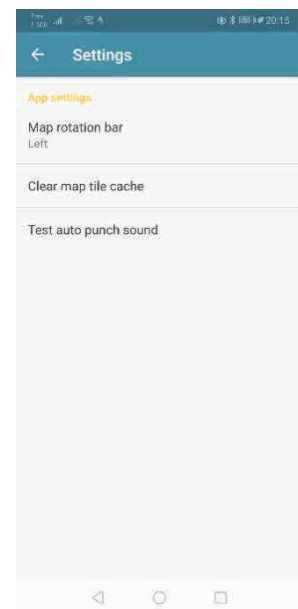 20:15
Settings
App settings
Map rotation bar
Left
Clear map tile cache
Test auto punch sound